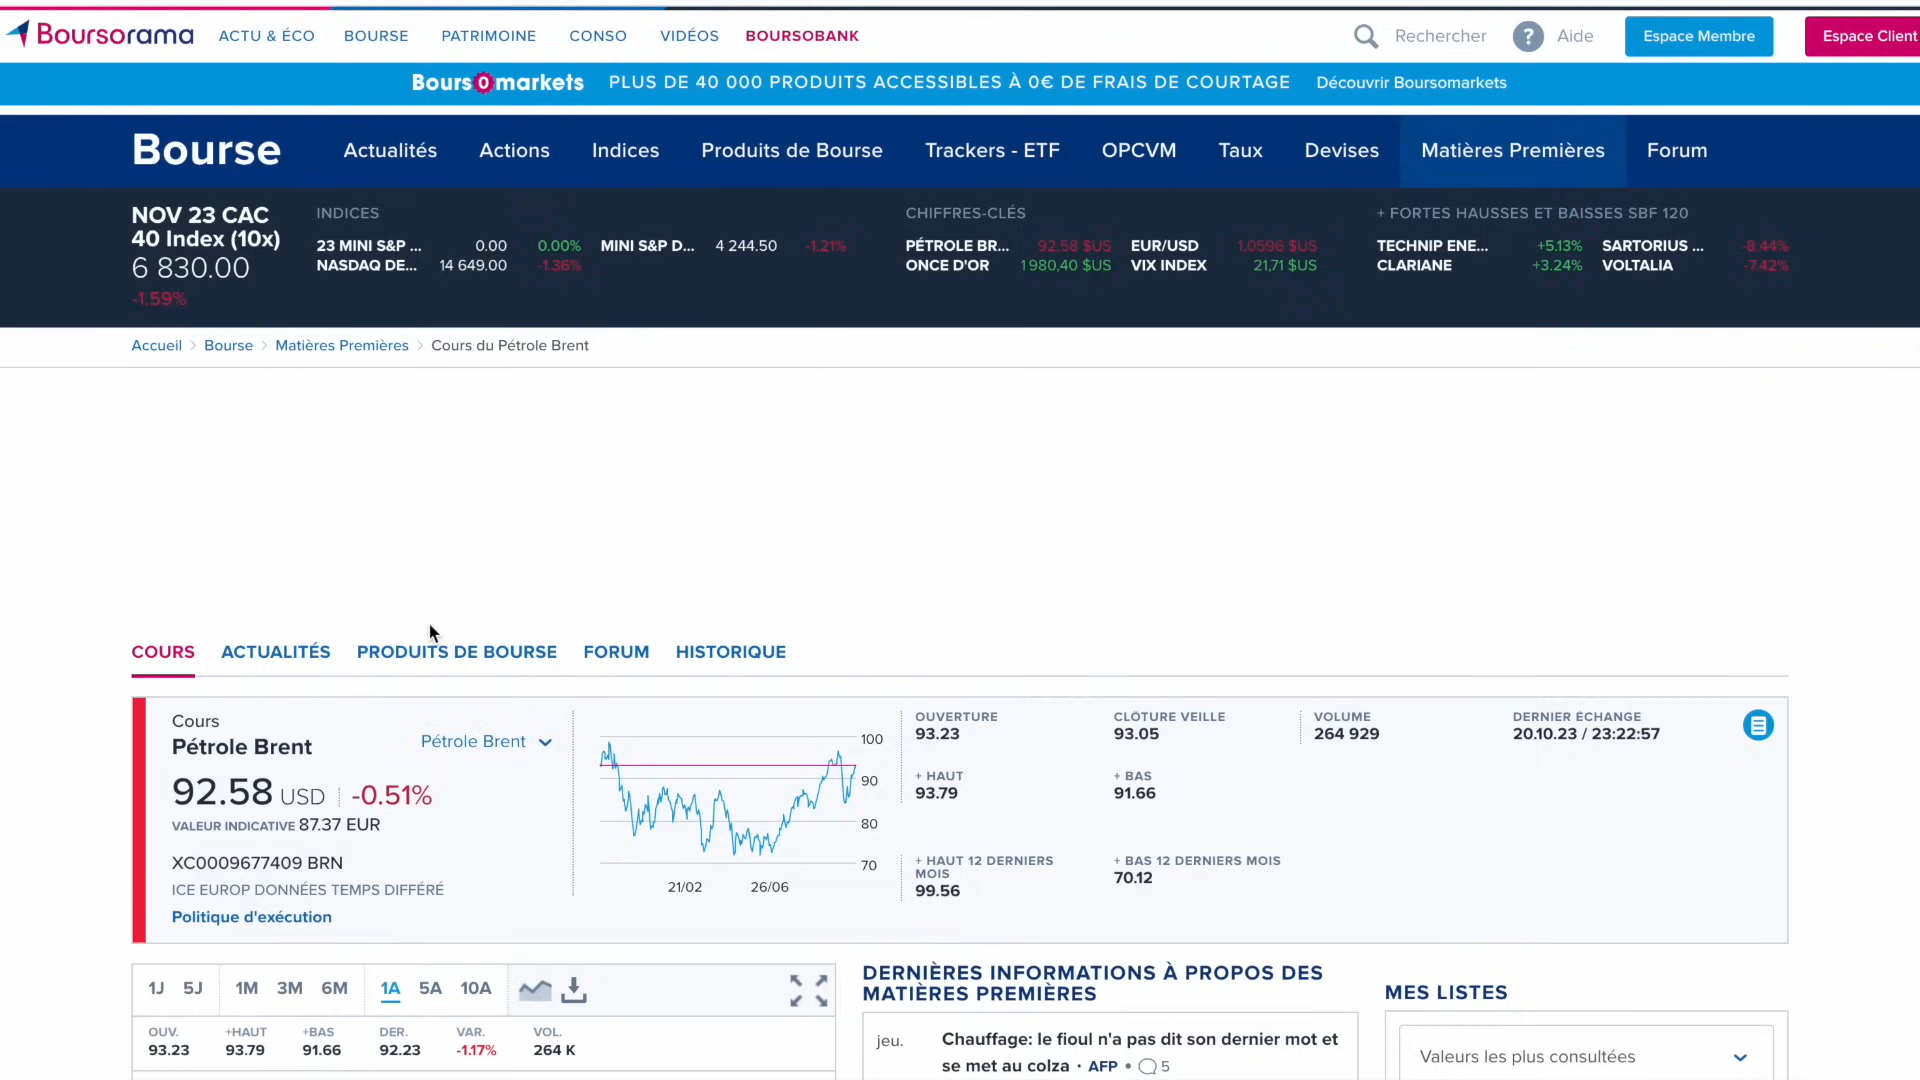 Boursorama ACTU & ÉCO BOURSE PATRIMOINE CONSO VIDÉOS BOURSOBANK Rechercher ? Aide Espace Membre Espace Client
BoursOmarkets PLUS DE 40 000 PRODUITS ACCESSIBLES À 0€ DE FRAIS DE COURTAGE Découvrir Boursomarkets
Bourse Actualités Actions Indices Produits de Bourse Trackers - ETF OPCVM Taux Devises Matières Premières Forum
NOV 23 CAC INDICES CHIFFRES-CLÉS + FORTES HAUSSES ET BAISSES SBF 120
40 Index (10x) 23 MINI S&P ... 0.00 0.00% MINI S&P D... 4 244.50 -1.21% PÉTROLE BR... 92,58 $US EUR/USD 1,0596 $US TECHNIP ENE... +5.13% SARTORIUS ... -8.44%
6 830.00 NASDAQ DE... 14 649.00 -1.36% ONCE D'OR 1 980,40 $US VIX INDEX 21,71 $US CLARIANE +3.24% VOLTALIA -7.42%
-1.59%
Accueil > Bourse > Matières Premières > Cours du Pétrole Brent
COURS ACTUALITÉS PRODUITS DE BOURSE FORUM HISTORIQUE
Cours
Pétrole Brent
Pétrole Brent
92.58 USD -0.51%
VALEUR INDICATIVE 87.37 EUR
XC0009677409 BRN
ICE EUROP DONNÉES TEMPS DIFFÉRÉ
Politique d'exécution
100
90
80
70
21/02 26/06
OUVERTURE CLÔTURE VEILLE VOLUME DERNIER ÉCHANGE
93.23 93.05 264 929 20.10.23 / 23:22:57
+ HAUT + BAS
93.79 91.66
+ HAUT 12 DERNIERS + BAS 12 DERNIERS MOIS
MOIS 70.12
99.56
1J 5J 1M 3M 6M 1A 5A 10A
OUV. +HAUT +BAS DER. VAR. VOL.
93.23 93.79 91.66 92.23 -1.17% 264 K
DERNIÈRES INFORMATIONS À PROPOS DES
MATIÈRES PREMIÈRES
jeu. Chauffage: le fioul n'a pas dit son dernier mot et
se met au colza • AFP • 5
MES LISTES
Valeurs les plus consultées